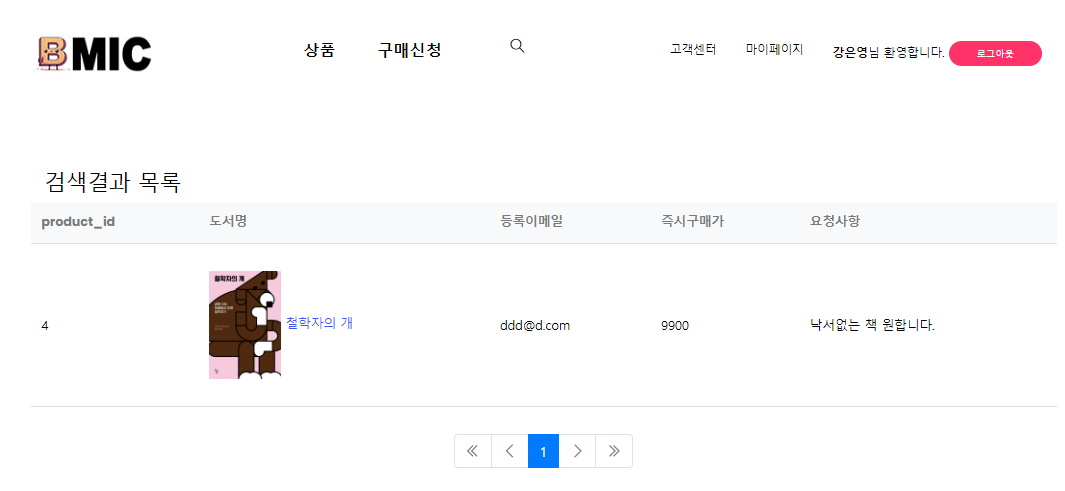 BMIC
상품 구매신청 고객센터 마이페이지 강은영님 환영합니다. 로그아웃
검색결과 목록
product_id 도서명 등록이메일 즉시구매가 요청사항
철학자의 개
4 철학자의 개 ddd@d.com 9900 낙서없는 책 원합니다.
1